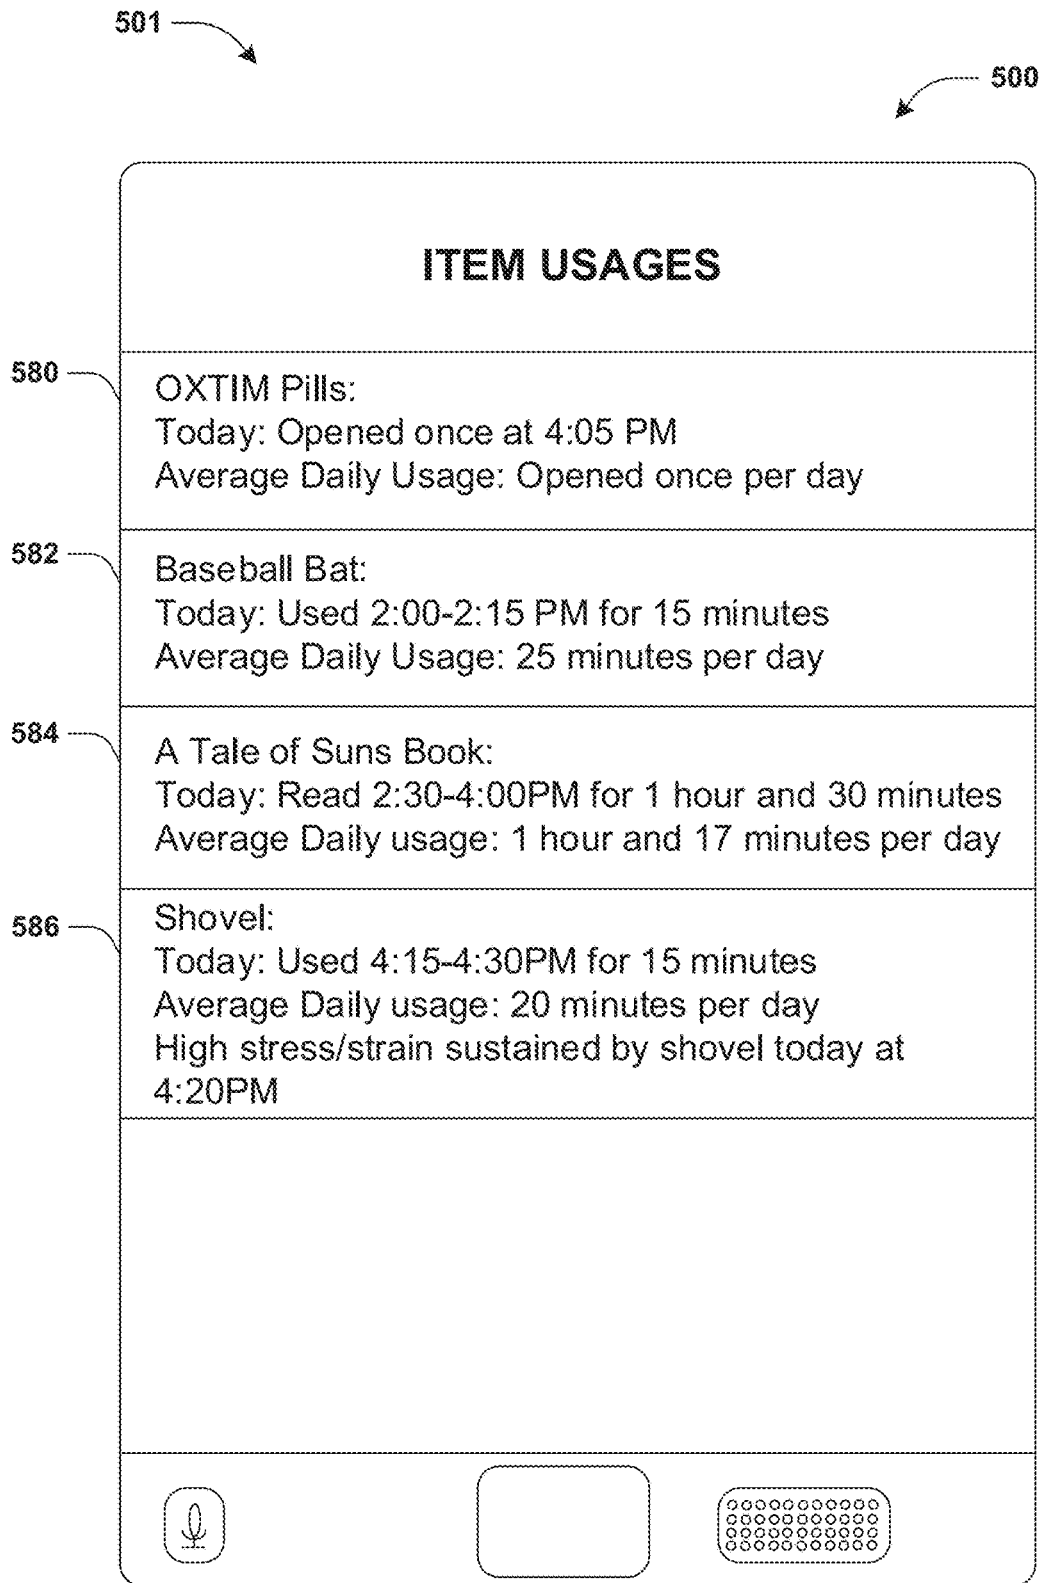 501
500
ITEM USAGES
580
OXTIM Pills:
Today: Opened once at 4:05 PM
Average Daily Usage: Opened once per day
582
Baseball Bat:
Today: Used 2:00-2:15 PM for 15 minutes
Average Daily Usage: 25 minutes per day
584
A Tale of Suns Book:
Today: Read 2:30-4:00PM for 1 hour and 30 minutes
Average Daily usage: 1 hour and 17 minutes per day
586
Shovel:
Today: Used 4:15-4:30PM for 15 minutes
Average Daily usage: 20 minutes per day
High stress/strain sustained by shovel today at
4:20PM